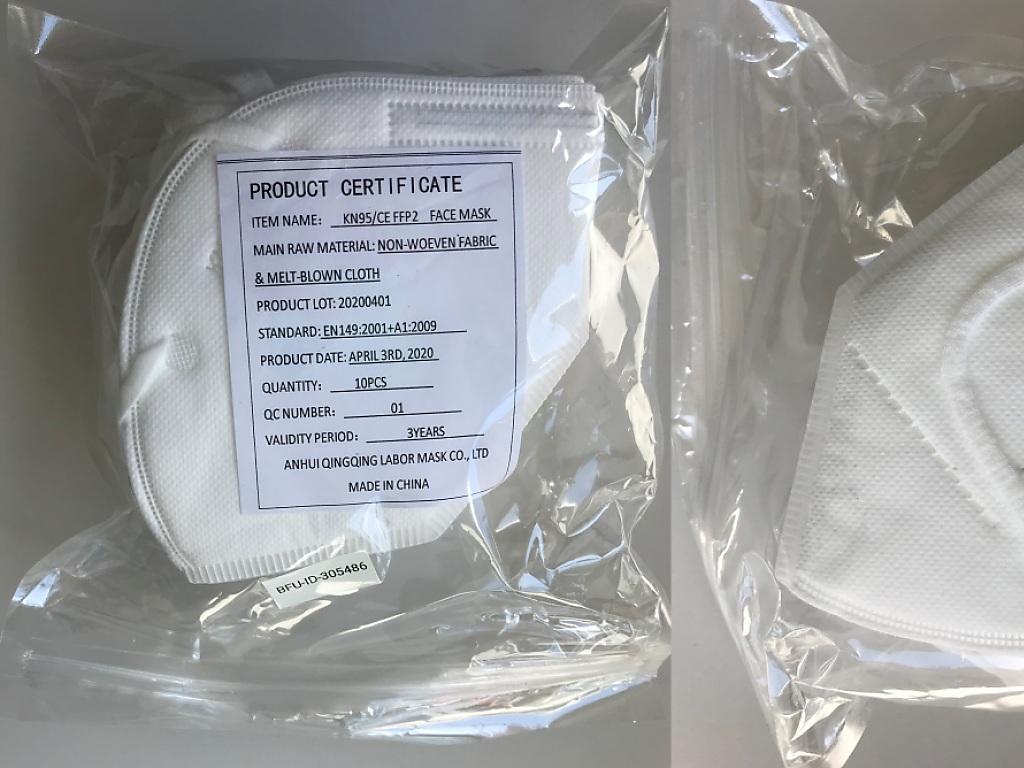 PRODUCT CERTIFICATE
ITEM NAME: KN95/CE FFP2 FACE MASK
MAIN RAW MATERIAL: NON-WOEVEN FABRIC
& MELT-BLOWN CLOTH
PRODUCT LOT: 20200401
STANDARD: EN149:2001+A1:2009
PRODUCT DATE: APRIL 3RD, 2020
QUANTITY: 10PCS
QC NUMBER: 01
VALIDITY PERIOD: 3YEARS
ANHUI QINGQING LABOR MASK CO., LTD
MADE IN CHINA
BFU-ID-305486